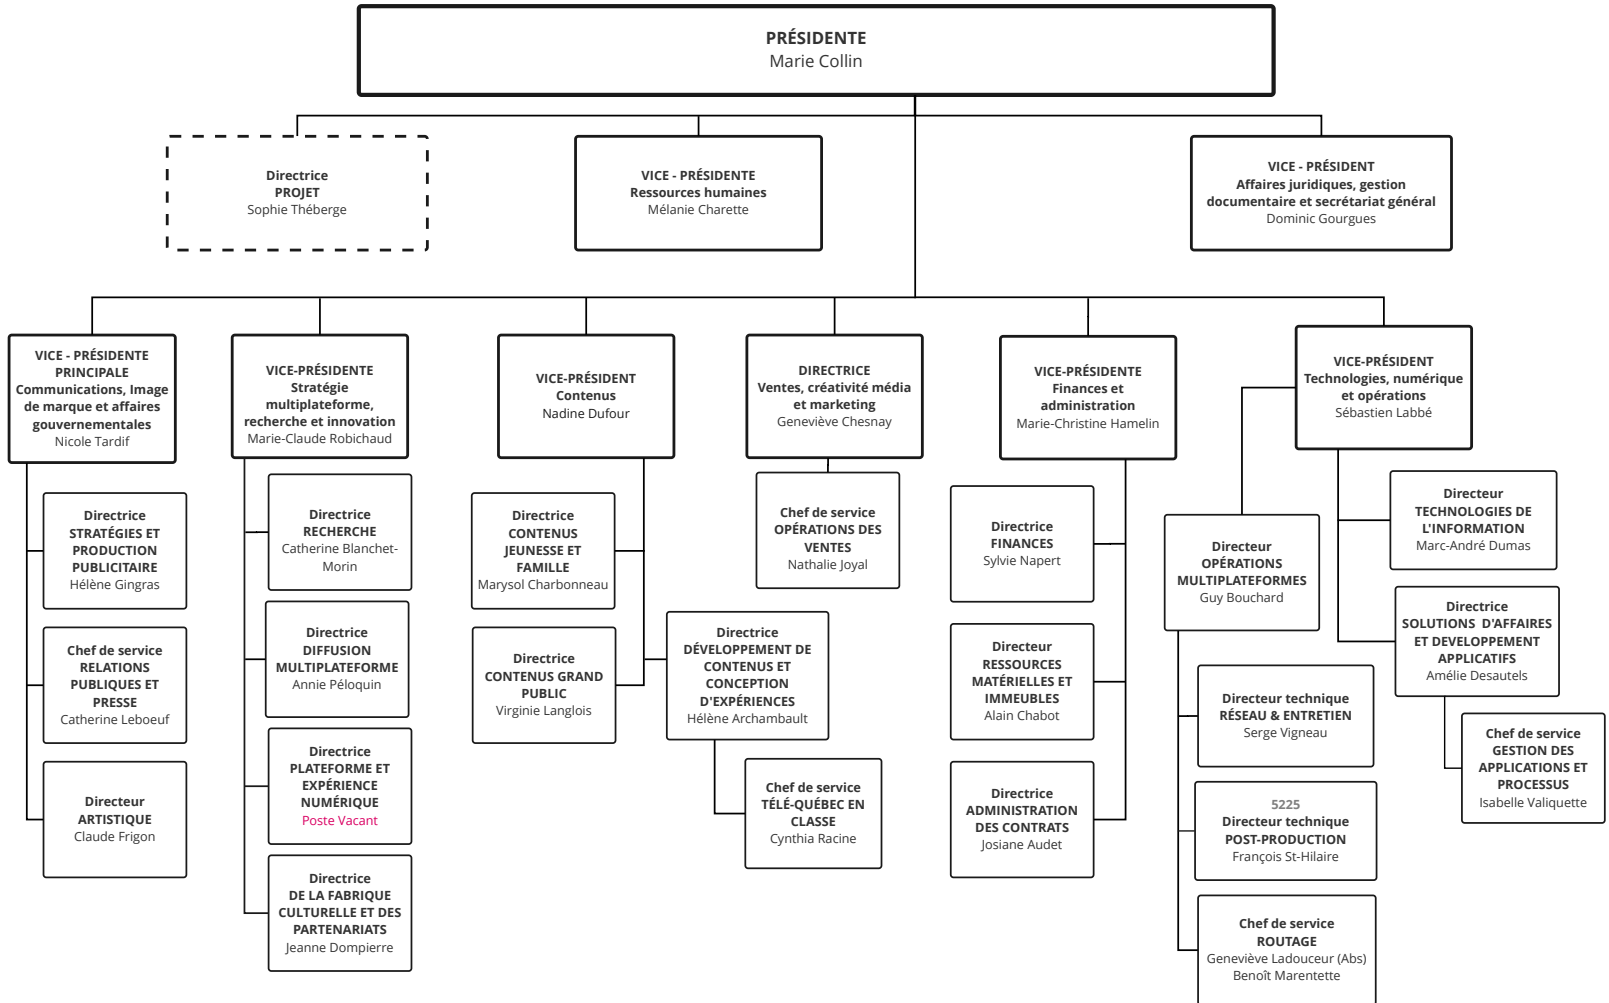 PRÉSIDENTE
Marie Collin
Directrice
PROJET
Sophie Théberge
VICE - PRÉSIDENTE
Ressources humaines
Mélanie Charette
VICE - PRÉSIDENT
Affaires juridiques, gestion
documentaire et secrétariat général
Dominic Gourgues
VICE - PRÉSIDENTE
PRINCIPALE
Communications, Image
de marque et affaires
gouvernementales
Nicole Tardif
Directrice
STRATÉGIES ET
PRODUCTION
PUBLICITAIRE
Hélène Gingras
Chef de service
RELATIONS
PUBLIQUES ET
PRESSE
Catherine Leboeuf
Directeur
ARTISTIQUE
Claude Frigon
VICE-PRÉSIDENTE
Stratégie
multiplateforme,
recherche et innovation
Marie-Claude Robichaud
Directrice
RECHERCHE
Catherine Blanchet-
Morin
Directrice
DIFFUSION
MULTIPLATEFORME
Annie Péloquin
Directrice
PLATEFORME ET
EXPÉRIENCE
NUMÉRIQUE
Poste Vacant
Directrice
DE LA FABRIQUE
CULTURELLE ET DES
PARTENARIATS
Jeanne Dompierre
VICE-PRÉSIDENT
Contenus
Nadine Dufour
Directrice
CONTENUS
JEUNESSE ET
FAMILLE
Marysol Charbonneau
Directrice
CONTENUS GRAND
PUBLIC
Virginie Langlois
Directrice
DÉVELOPPEMENT DE
CONTENUS ET
CONCEPTION
D'EXPÉRIENCES
Hélène Archambault
Chef de service
TÉLÉ-QUÉBEC EN
CLASSE
Cynthia Racine
DIRECTRICE
Ventes, créativité média
et marketing
Geneviève Chesnay
Chef de service
OPÉRATIONS DES
VENTES
Nathalie Joyal
VICE-PRÉSIDENTE
Finances et
administration
Marie-Christine Hamelin
Directrice
FINANCES
Sylvie Napert
Directeur
RESSOURCES
MATÉRIELLES ET
IMMEUBLES
Alain Chabot
Directrice
ADMINISTRATION
DES CONTRATS
Josiane Audet
VICE-PRÉSIDENT
Technologies, numérique
et opérations
Sébastien Labbé
Directeur
OPÉRATIONS
MULTIPLATEFORMES
Guy Bouchard
Directeur technique
RÉSEAU & ENTRETIEN
Serge Vigneau
5225
Directeur technique
POST-PRODUCTION
François St-Hilaire
Chef de service
ROUTAGE
Geneviève Ladouceur (Abs)
Benoît Marentette
Directeur
TECHNOLOGIES DE
L'INFORMATION
Marc-André Dumas
Directrice
SOLUTIONS D'AFFAIRES
ET DEVELOPPEMENT
APPLICATIFS
Amélie Desautels
Chef de service
GESTION DES
APPLICATIONS ET
PROCESSUS
Isabelle Valiquette